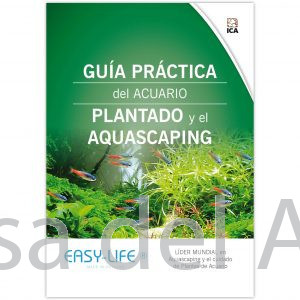 ICA
GUÍA PRÁCTICA
del ACUARIO
PLANTADO y el
AQUASCAPING
sa del A
EASY-LIFE
LÍDER MUNDIAL en
Aquascaping y el cuidado
de Plantas de Acuario